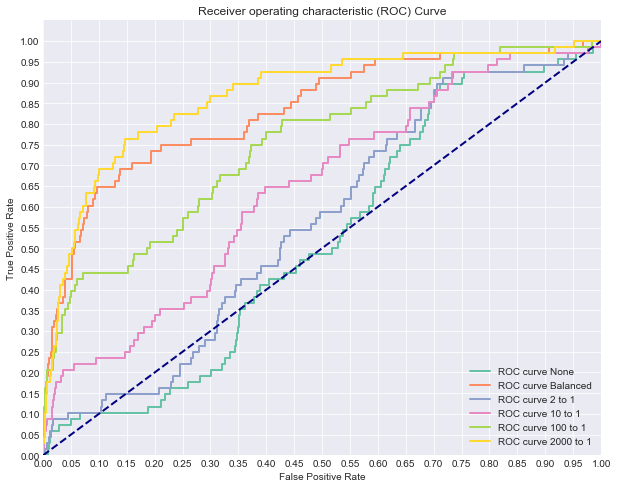 Receiver operating characteristic (ROC) Curve
True Positive Rate
1.00
0.95
0.90
0.85
0.80
0.75
0.70
0.65
0.60
0.55
0.50
0.45
0.40
0.35
0.30
0.25
0.20
0.15
0.10
0.05
0.00
ROC curve None
ROC curve Balanced
ROC curve 2 to 1
ROC curve 10 to 1
ROC curve 100 to 1
ROC curve 2000 to 1
0.00 0.05 0.10 0.15 0.20 0.25 0.30 0.35 0.40 0.45 0.50 0.55 0.60 0.65 0.70 0.75 0.80 0.85 0.90 0.95 1.00
False Positive Rate